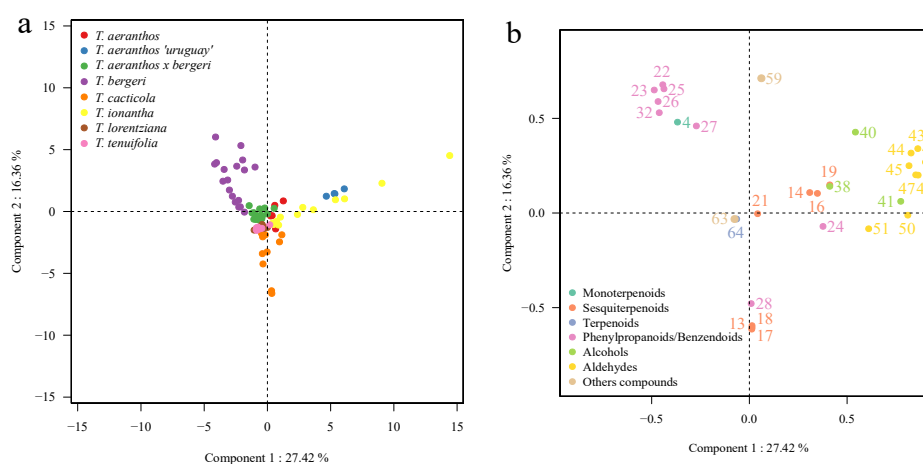 a
15
10
5
0
−5
−10
−15
−15
−10
−5
0
5
10
15
Component 2 : 16.36 %
Component 1 : 27.42 %
T. aeranthos
T. aeranthos 'uruguay'
T. aeranthos x bergeri
T. bergeri
T. cacticola
T. ionantha
T. lorentziana
T. tenuifolia
b
0.5
0.0
−0.5
−0.5
0.0
0.5
Component 2 : 16.36 %
Component 1 : 27.42 %
22
23
25
26
32
4
27
59
40
43
44
45
474
41
19
14
38
16
21
63
64
24
51
50
28
13
18
17
Monoterpenoids
Sesquiterpenoids
Terpenoids
Phenylpropanoids/Benzendoids
Alcohols
Aldehydes
Others compounds